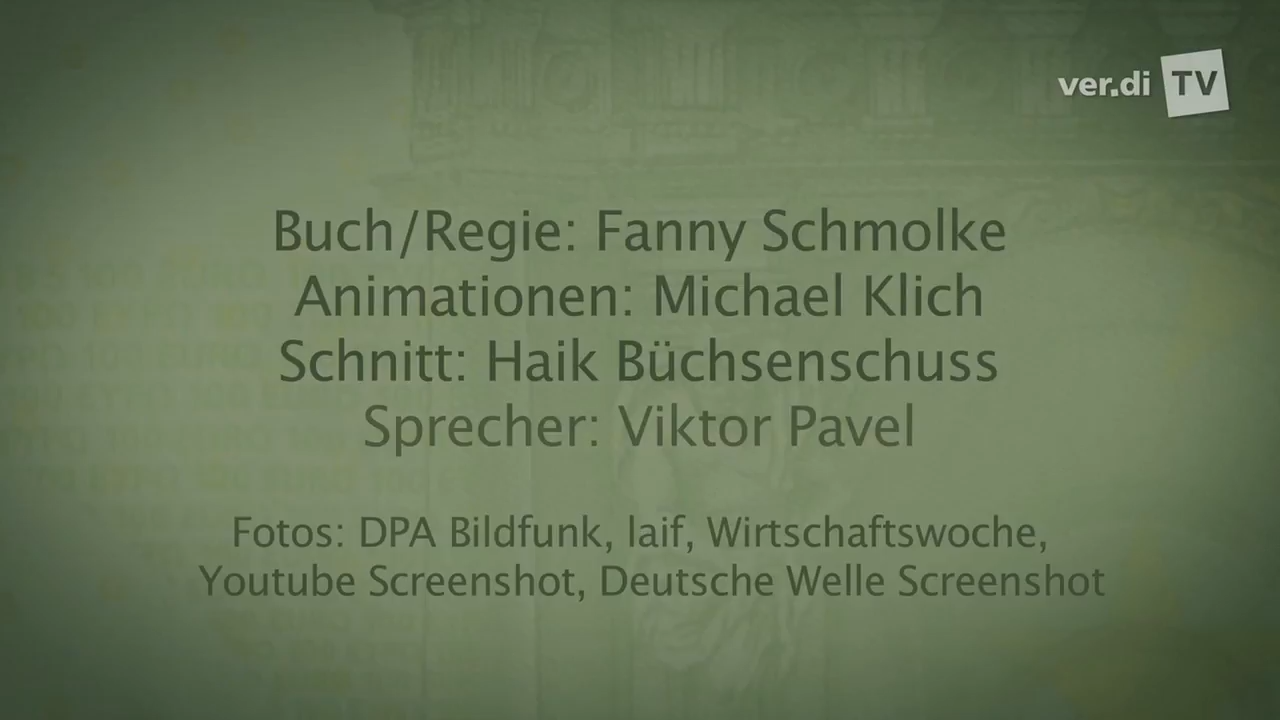 ver.di TV
Buch/Regie: Fanny Schmolke
Animationen: Michael Klich
Schnitt: Haik Büchsenschuss
Sprecher: Viktor Pavel
Fotos: DPA Bildfunk, laif, Wirtschaftswoche,
Youtube Screenshot, Deutsche Welle Screenshot